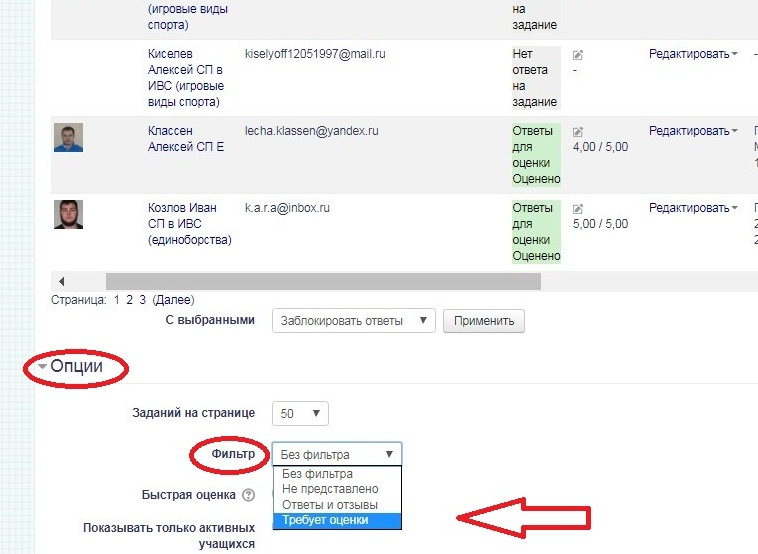 (игровые виды
спорта)
на
задание
Киселев
Алексей СП в
ИВС (игровые
виды спорта)
kiselyoff12051997@mail.ru
Нет
ответа
на
задание
-
Редактировать
-
Классен
Алексей СП Е
lecha.klassen@yandex.ru
Ответы
для
оценки
Оценено
4,00 / 5,00
Редактировать
Козлов Иван
СП в ИВС
(единоборства)
k.a.r.a@inbox.ru
Ответы
для
оценки
Оценено
5,00 / 5,00
Редактировать
Страница: 1 2 3 (Далее)
С выбранными Заблокировать ответы Применить
Опции
Заданий на странице 50
Фильтр Без фильтра
Без фильтра
Не представлено
Ответы и отзывы
Требует оценки
Быстрая оценка ?
Показывать только активных
учащихся